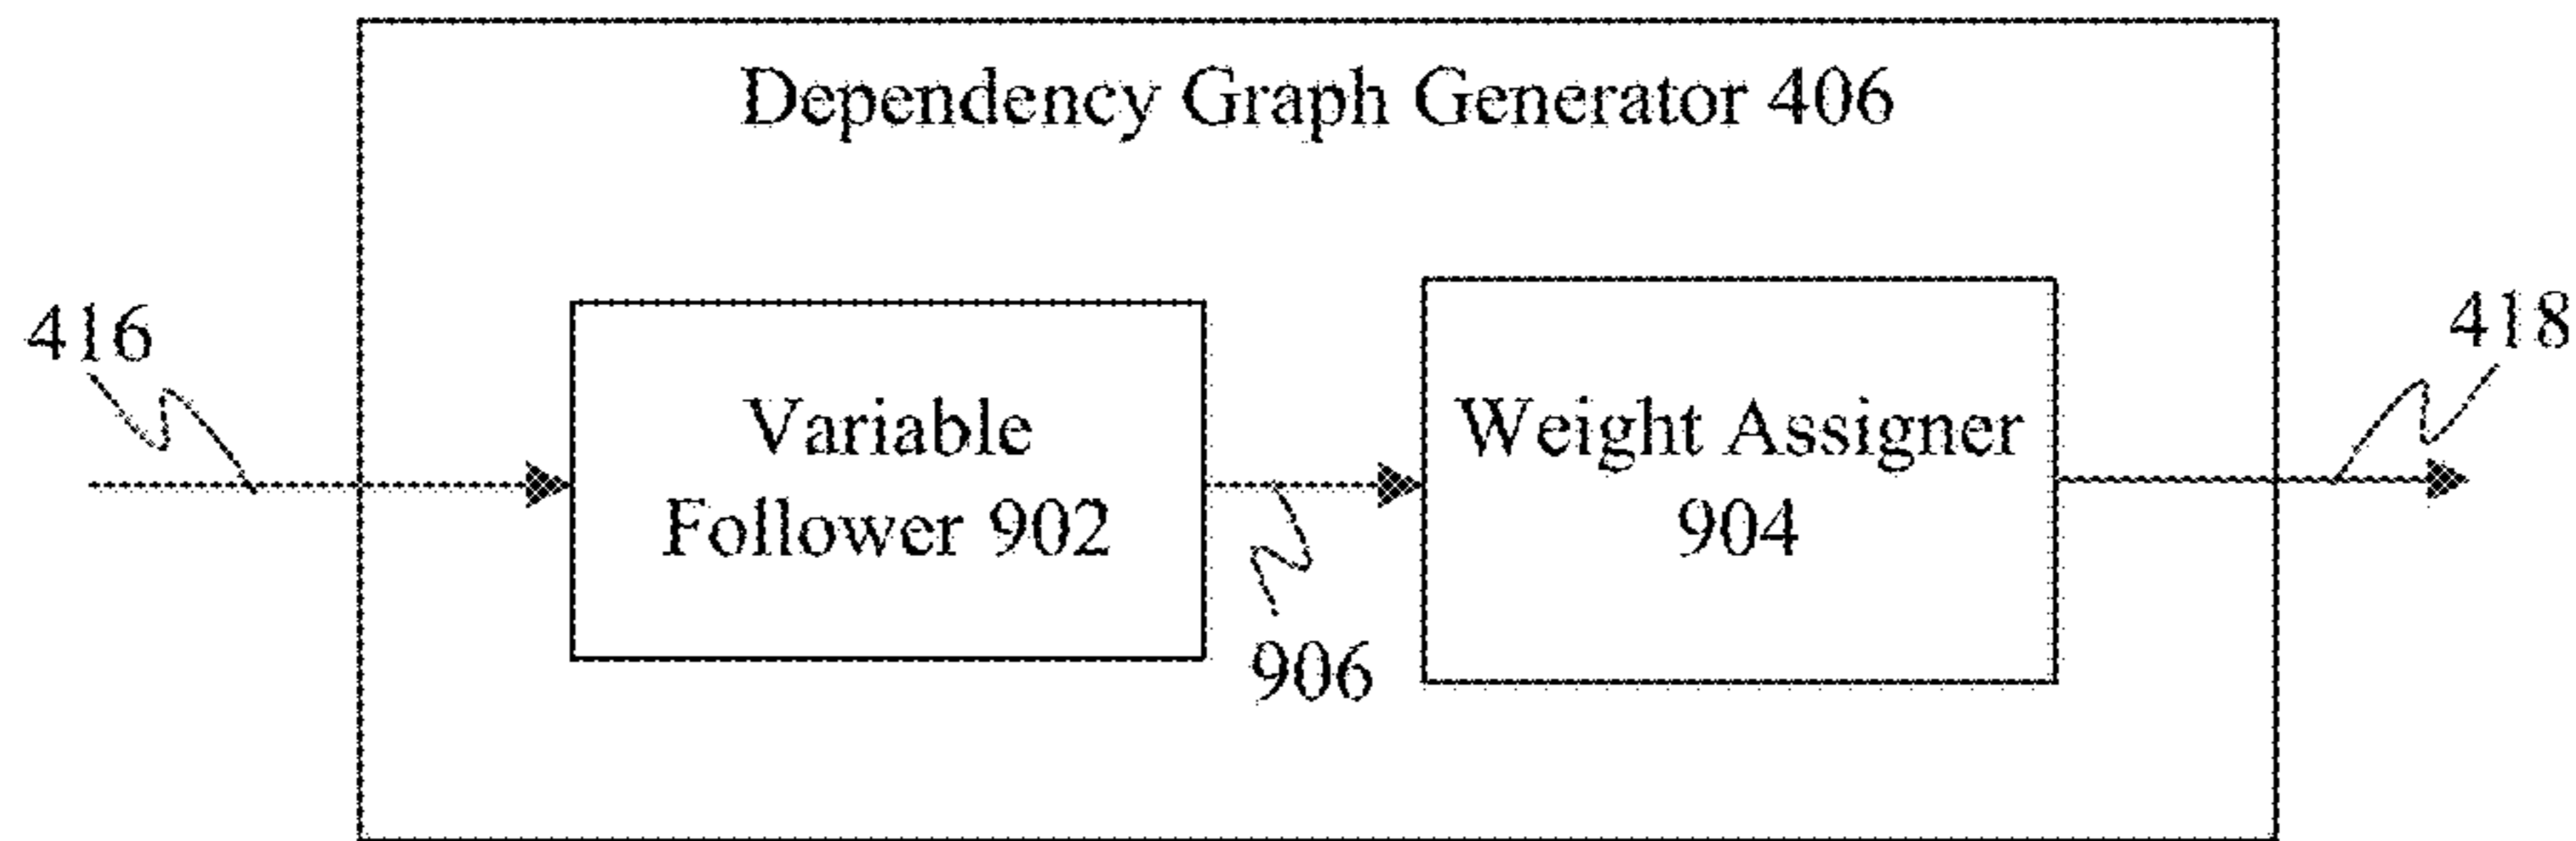 Dependency Graph Generator 406
416
418
Variable
Follower 902
Weight Assigner
904
906